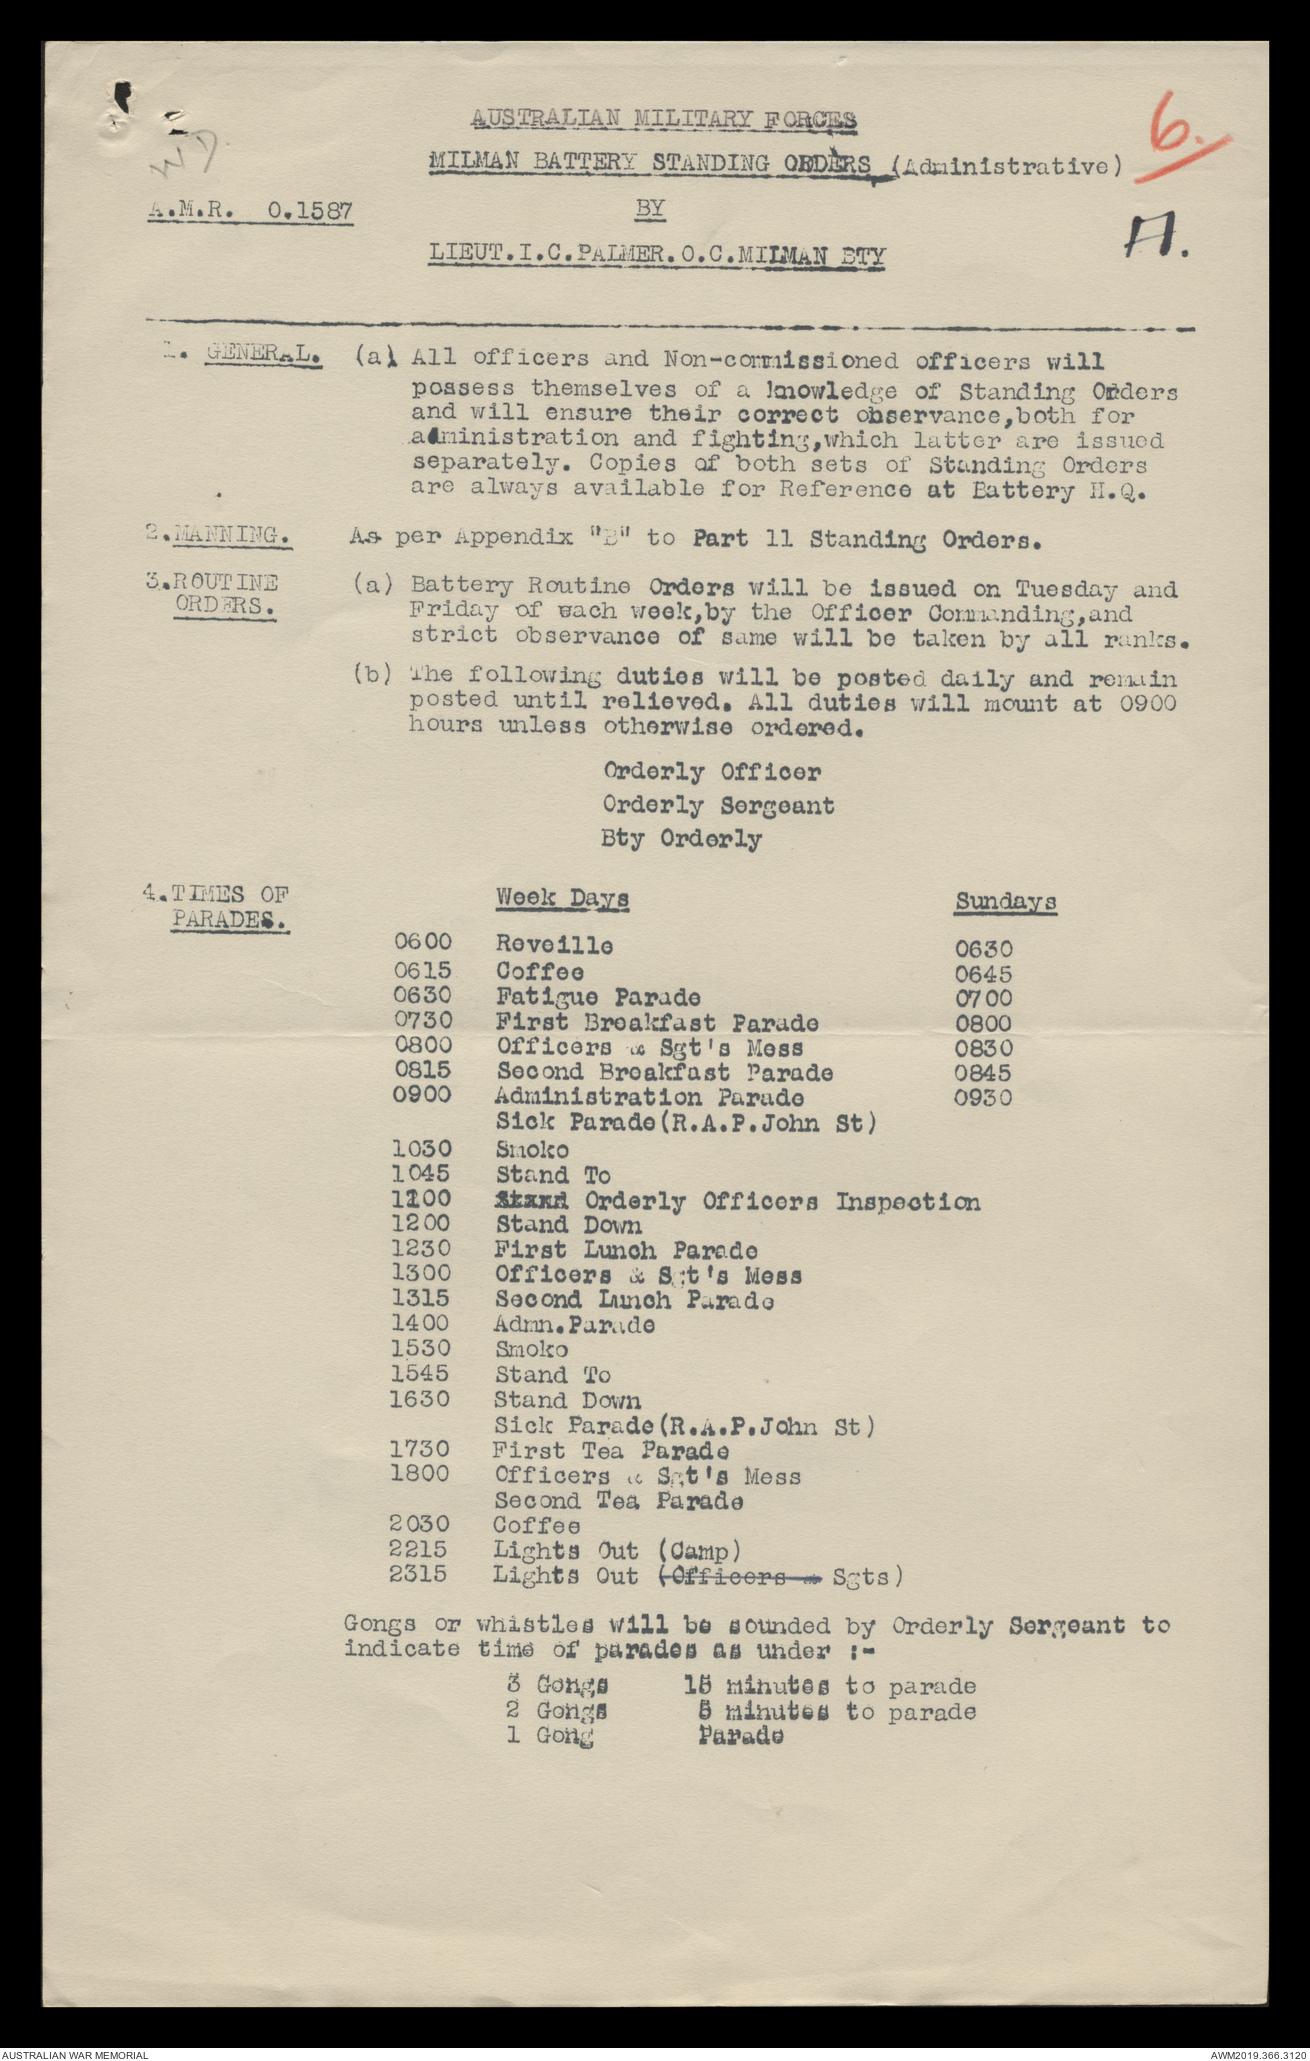 AUSTRALIAN MILITARY FORCES
6.
MILMAN BATTERY STANDING ORDERS (Administrative)
WD.
A.M.R. 0.1587
BY
A.
LIEUT.I.C.PALMER.O.C.MILMAN BTY
1. GENERAL. (a) All officers and Non-commissioned officers will
possess themselves of a knowledge of Standing Orders
and will ensure their correct observance,both for
administration and fighting,which latter are issued
separately. Copies of both sets of Standing Orders
are always available for Reference at Battery H.Q.
2.MANNING. As per Appendix "B" to Part 11 Standing Orders.
3.ROUTINE (a) Battery Routine Orders will be issued on Tuesday and
ORDERS. Friday of each week,by the Officer Commanding,and
strict observance of same will be taken by all ranks.
(b) The following duties will be posted daily and remain
posted until relieved. All duties will mount at 0900
hours unless otherwise ordered.
Orderly Officer
Orderly Sergeant
Bty Orderly
4.TIMES OF Week Days Sundays
PARADES.
0600 Reveille 0630
0615 Coffee 0645
0630 Fatigue Parade 0700
0730 First Breakfast Parade 0800
0800 Officers & Sgt's Mess 0830
0815 Second Breakfast Parade 0845
0900 Administration Parade 0930
Sick Parade(R.A.P.John St)
1030 Smoko
1045 Stand To
1100 Stand Orderly Officers Inspection
1200 Stand Down
1230 First Lunch Parade
1300 Officers & Sgt's Mess
1315 Second Lunch Parade
1400 Admn.Parade
1530 Smoko
1545 Stand To
1630 Stand Down
Sick Parade(R.A.P.John St)
1730 First Tea Parade
1800 Officers & Sgt's Mess
Second Tea Parade
2030 Coffee
2215 Lights Out (Camp)
2315 Lights Out (Officers & Sgts)
Gongs or whistles will be sounded by Orderly Sergeant to
indicate time of parades as under :-
3 Gongs 15 minutes to parade
2 Gongs 5 minutes to parade
1 Gong Parade
AUSTRALIAN WAR MEMORIAL
AWM2019.366.3120